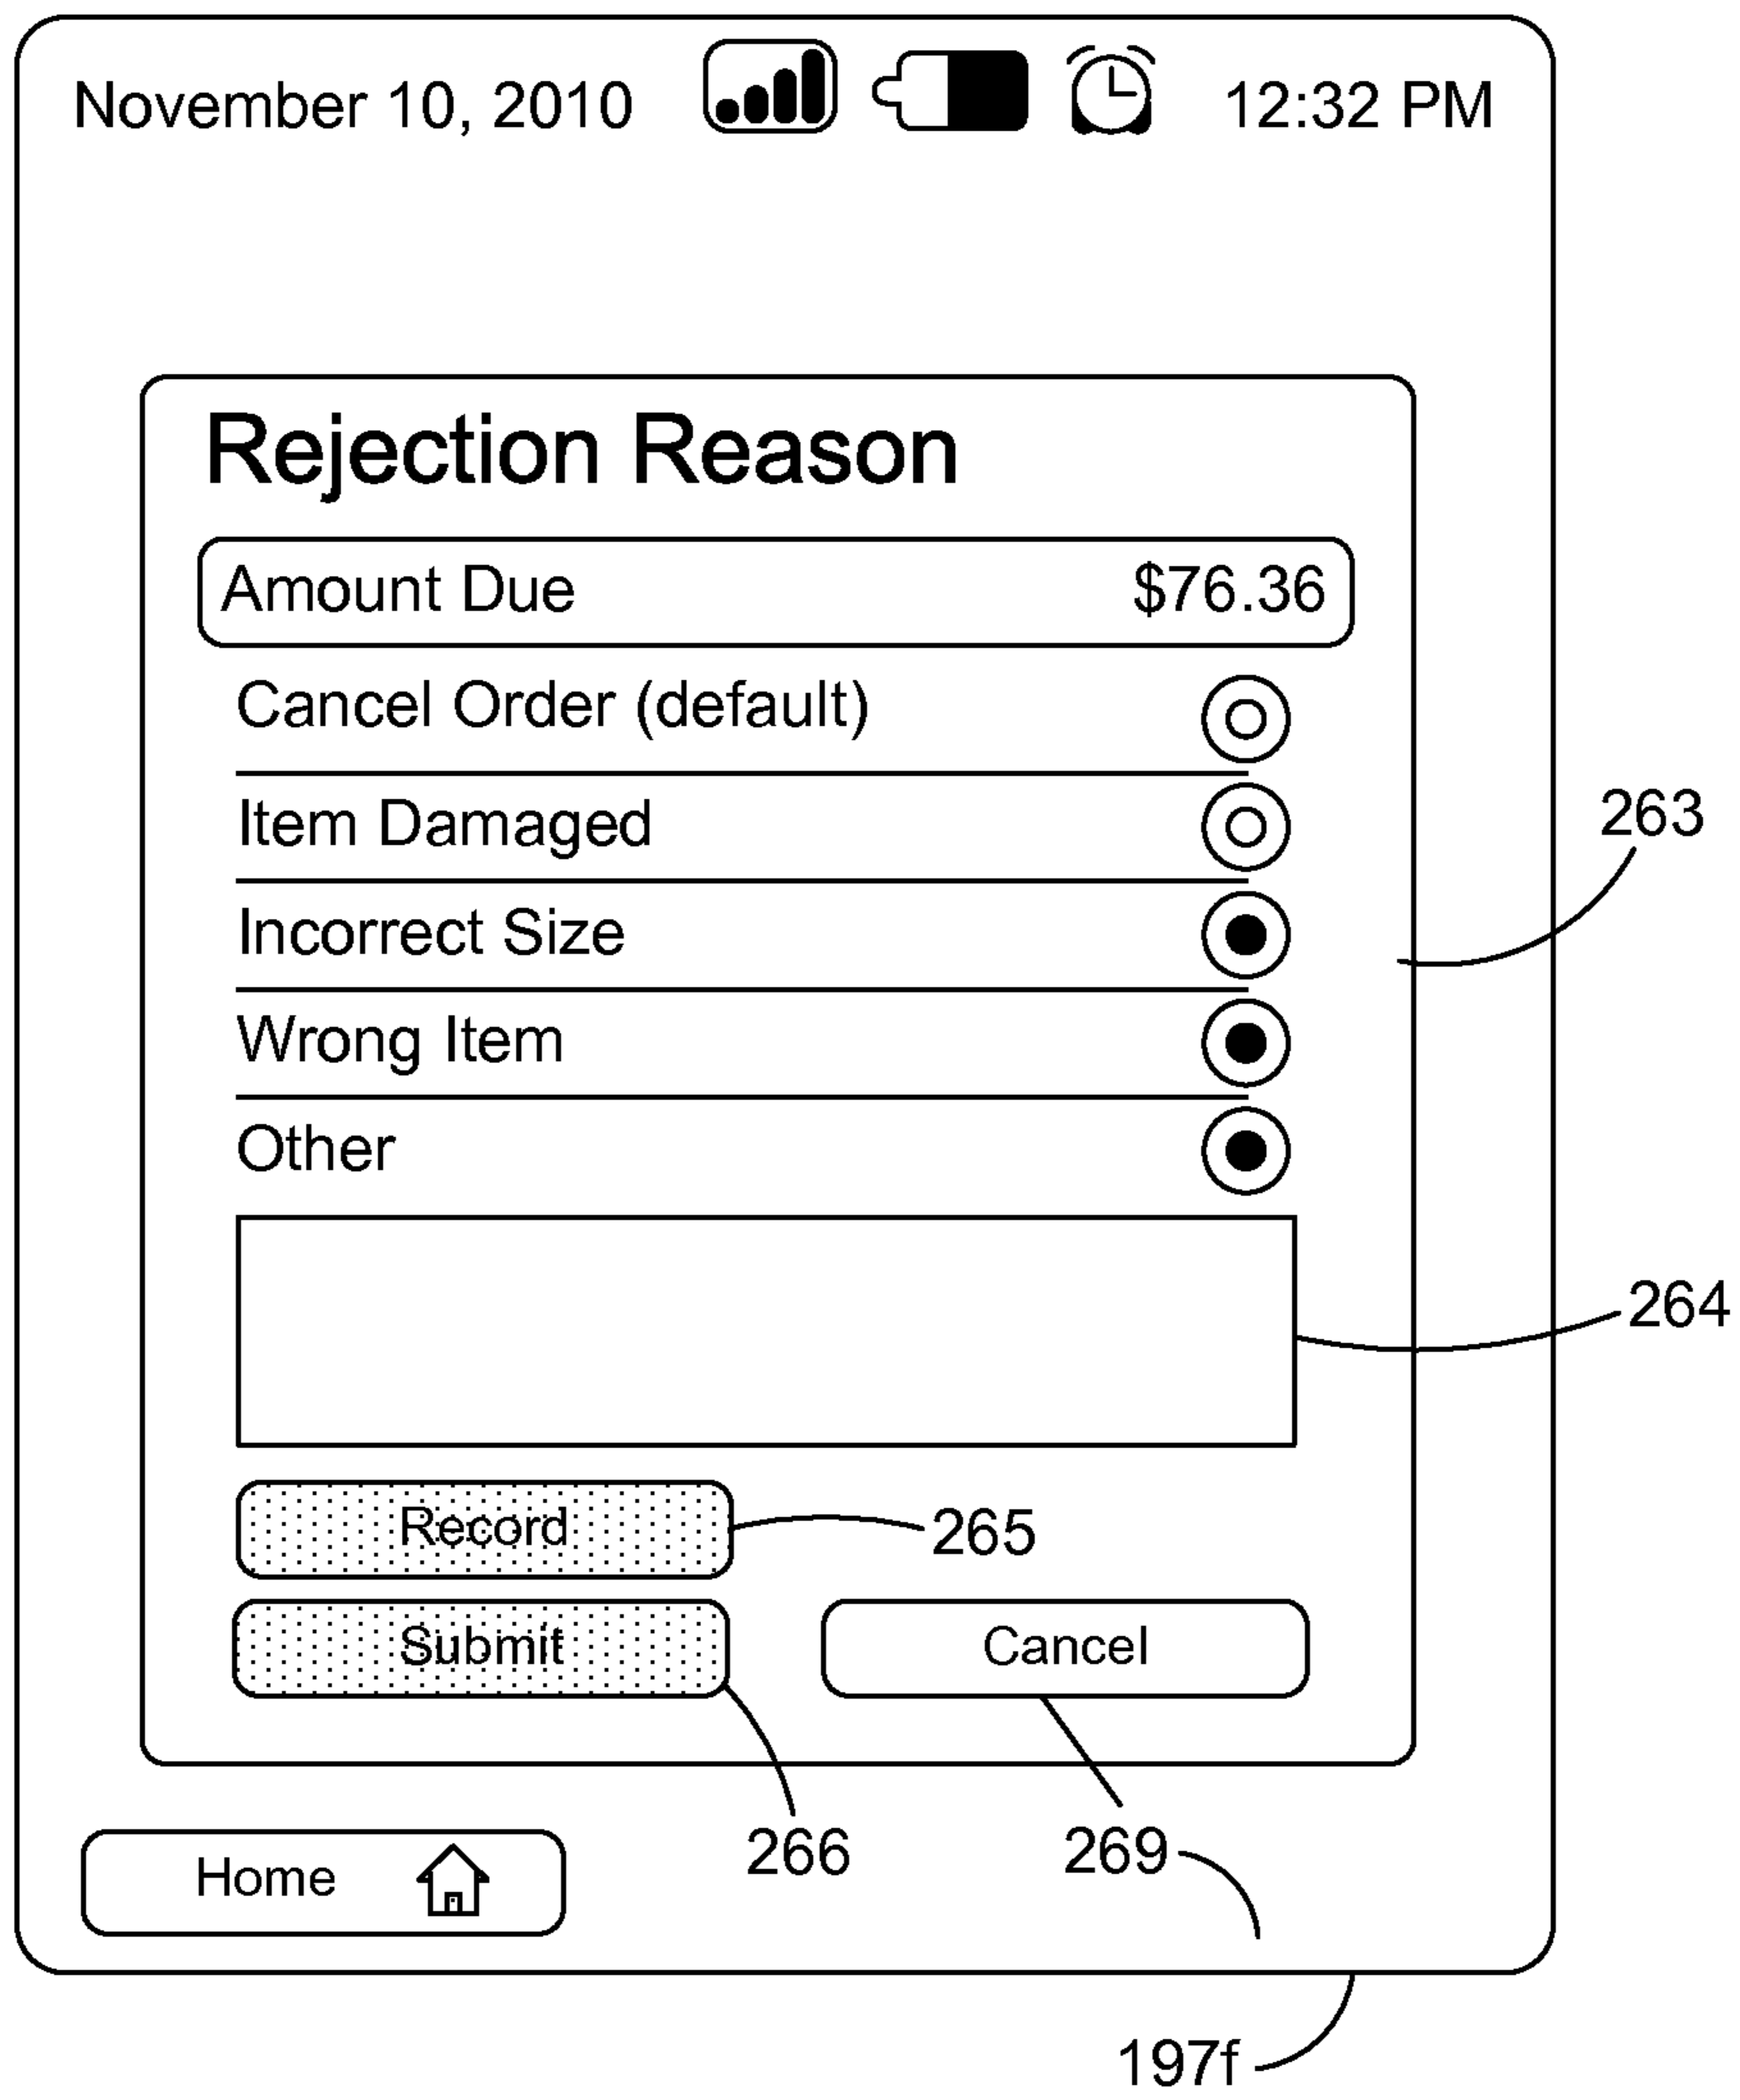 November 10, 2010 12:32 PM
Rejection Reason
Amount Due $76.36
Cancel Order (default)
Item Damaged
263
Incorrect Size
Wrong Item
Other
264
Record 265
Submit Cancel
266 269
Home
197f